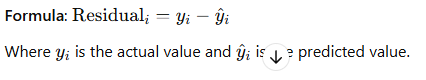 Formula: Residualᵢ = yᵢ − ŷᵢ
Where yᵢ is the actual value and ŷᵢ is predicted value.